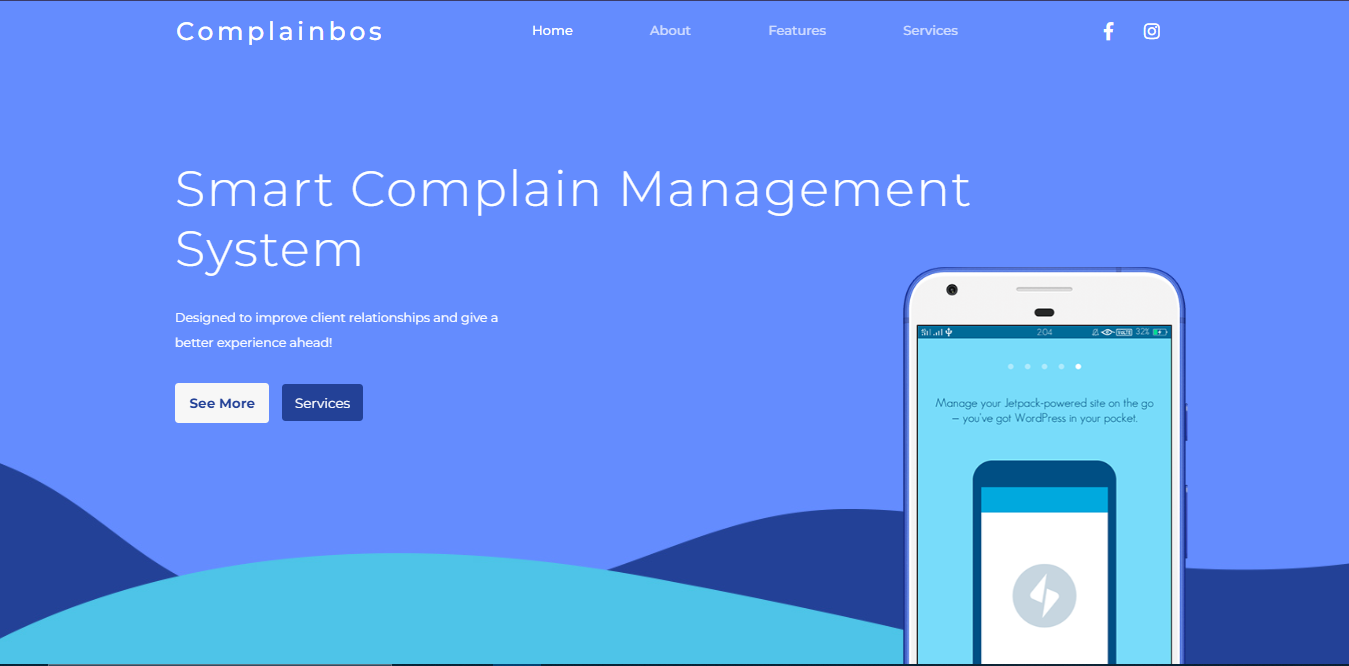 Complainbos
Home
About
Features
Services
Smart Complain Management
System
Designed to improve client relationships and give a
better experience ahead!
See More
Services
2:04
32%
Manage your Jetpack-powered site on the go
– you've got WordPress in your pocket.